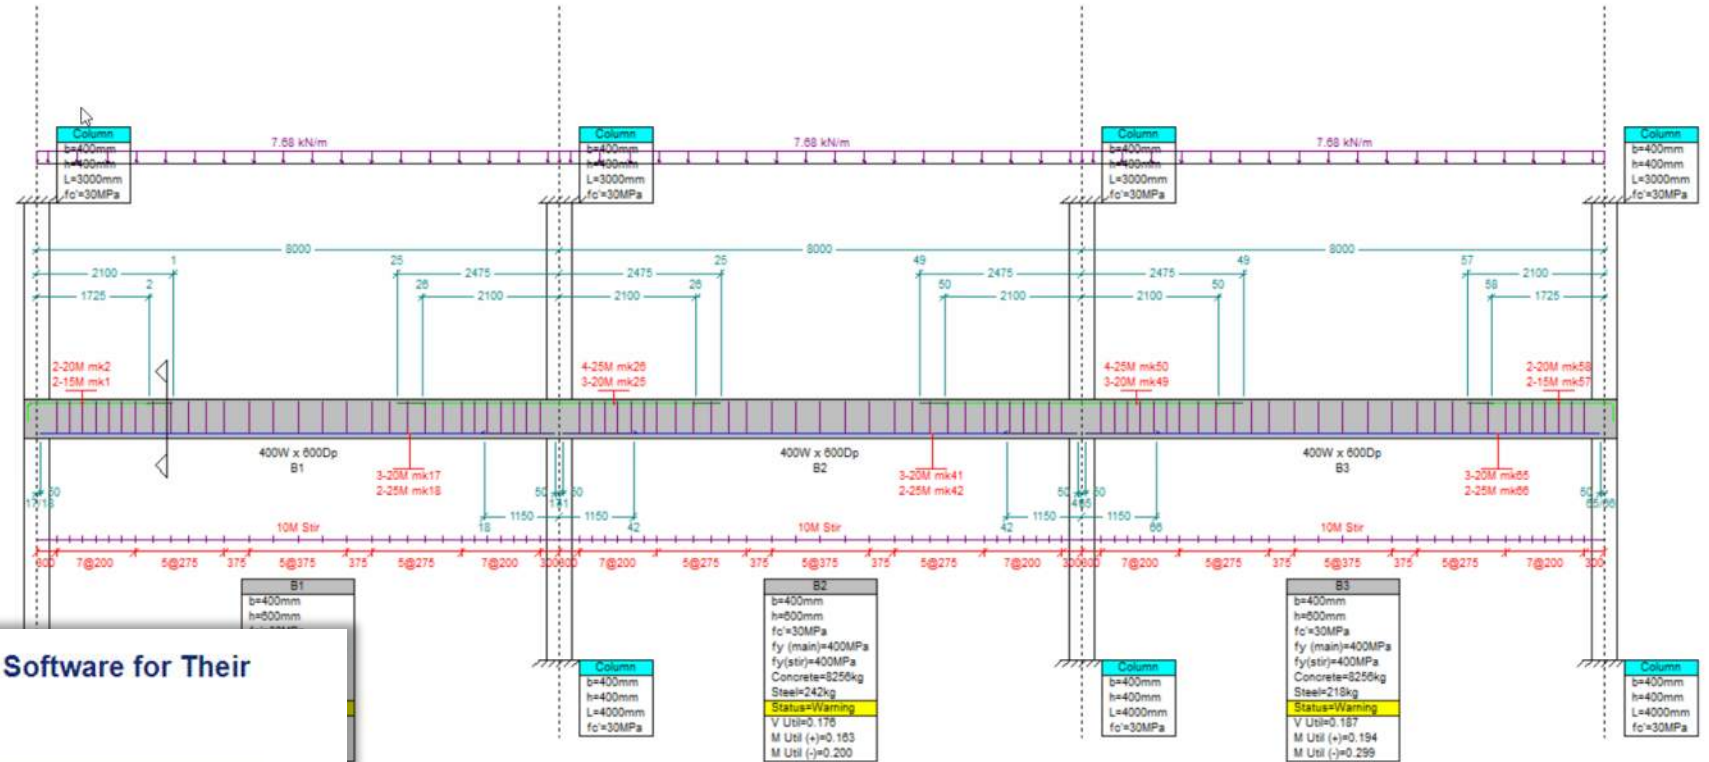 Column Column Column Column
b=400mm b=400mm b=400mm b=400mm
h=400mm h=400mm h=400mm h=400mm
L=3000mm L=3000mm L=3000mm L=3000mm
fc'=30MPa fc'=30MPa fc'=30MPa fc'=30MPa
7.68 kN/m 7.68 kN/m 7.68 kN/m
8000 8000 8000
1 25 25 49 49 57
2100 2475 2475 2475 2475 2100
2 26 26 50 50 58
1725 2100 2100 2100 2100 1725
2-20M mk2 4-25M mk26 4-25M mk50 2-20M mk58
2-15M mk1 3-20M mk25 3-20M mk49 2-15M mk57
400W x 600Dp 400W x 600Dp 400W x 600Dp
B1 B2 B3
3-20M mk17 3-20M mk41 3-20M mk65
2-25M mk18 2-25M mk42 2-25M mk66
50 50 50 50 50 50
1150 1150 1150 1150
18 42 42 66
10M Stir 10M Stir 10M Stir
7@200 5@275 375 5@375 375 5@275 7@200 7@200 5@275 375 5@375 375 5@275 7@200 7@200 5@275 375 5@375 375 5@275 7@200 300
B1
b=400mm
h=600mm
B2
b=400mm
h=600mm
fc'=30MPa
fy (main)=400MPa
fy(stir)=400MPa
Concrete=8256kg
Steel=242kg
Status=Warning
V Util=0.176
M Util (+)=0.163
M Util (-)=0.200
B3
b=400mm
h=600mm
fc'=30MPa
fy (main)=400MPa
fy(stir)=400MPa
Concrete=8256kg
Steel=218kg
Status=Warning
V Util=0.187
M Util (+)=0.194
M Util (-)=0.299
Software for Their
Column Column Column
b=400mm b=400mm b=400mm
h=400mm h=400mm h=400mm
L=4000mm L=4000mm L=4000mm
fc'=30MPa fc'=30MPa fc'=30MPa